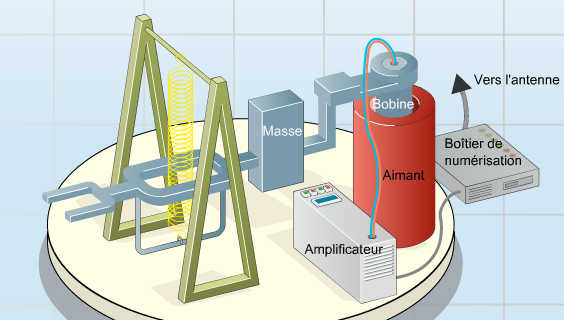 Vers l'antenne
Bobine
Masse
Boîtier de
numérisation
Aimant
Amplificateur